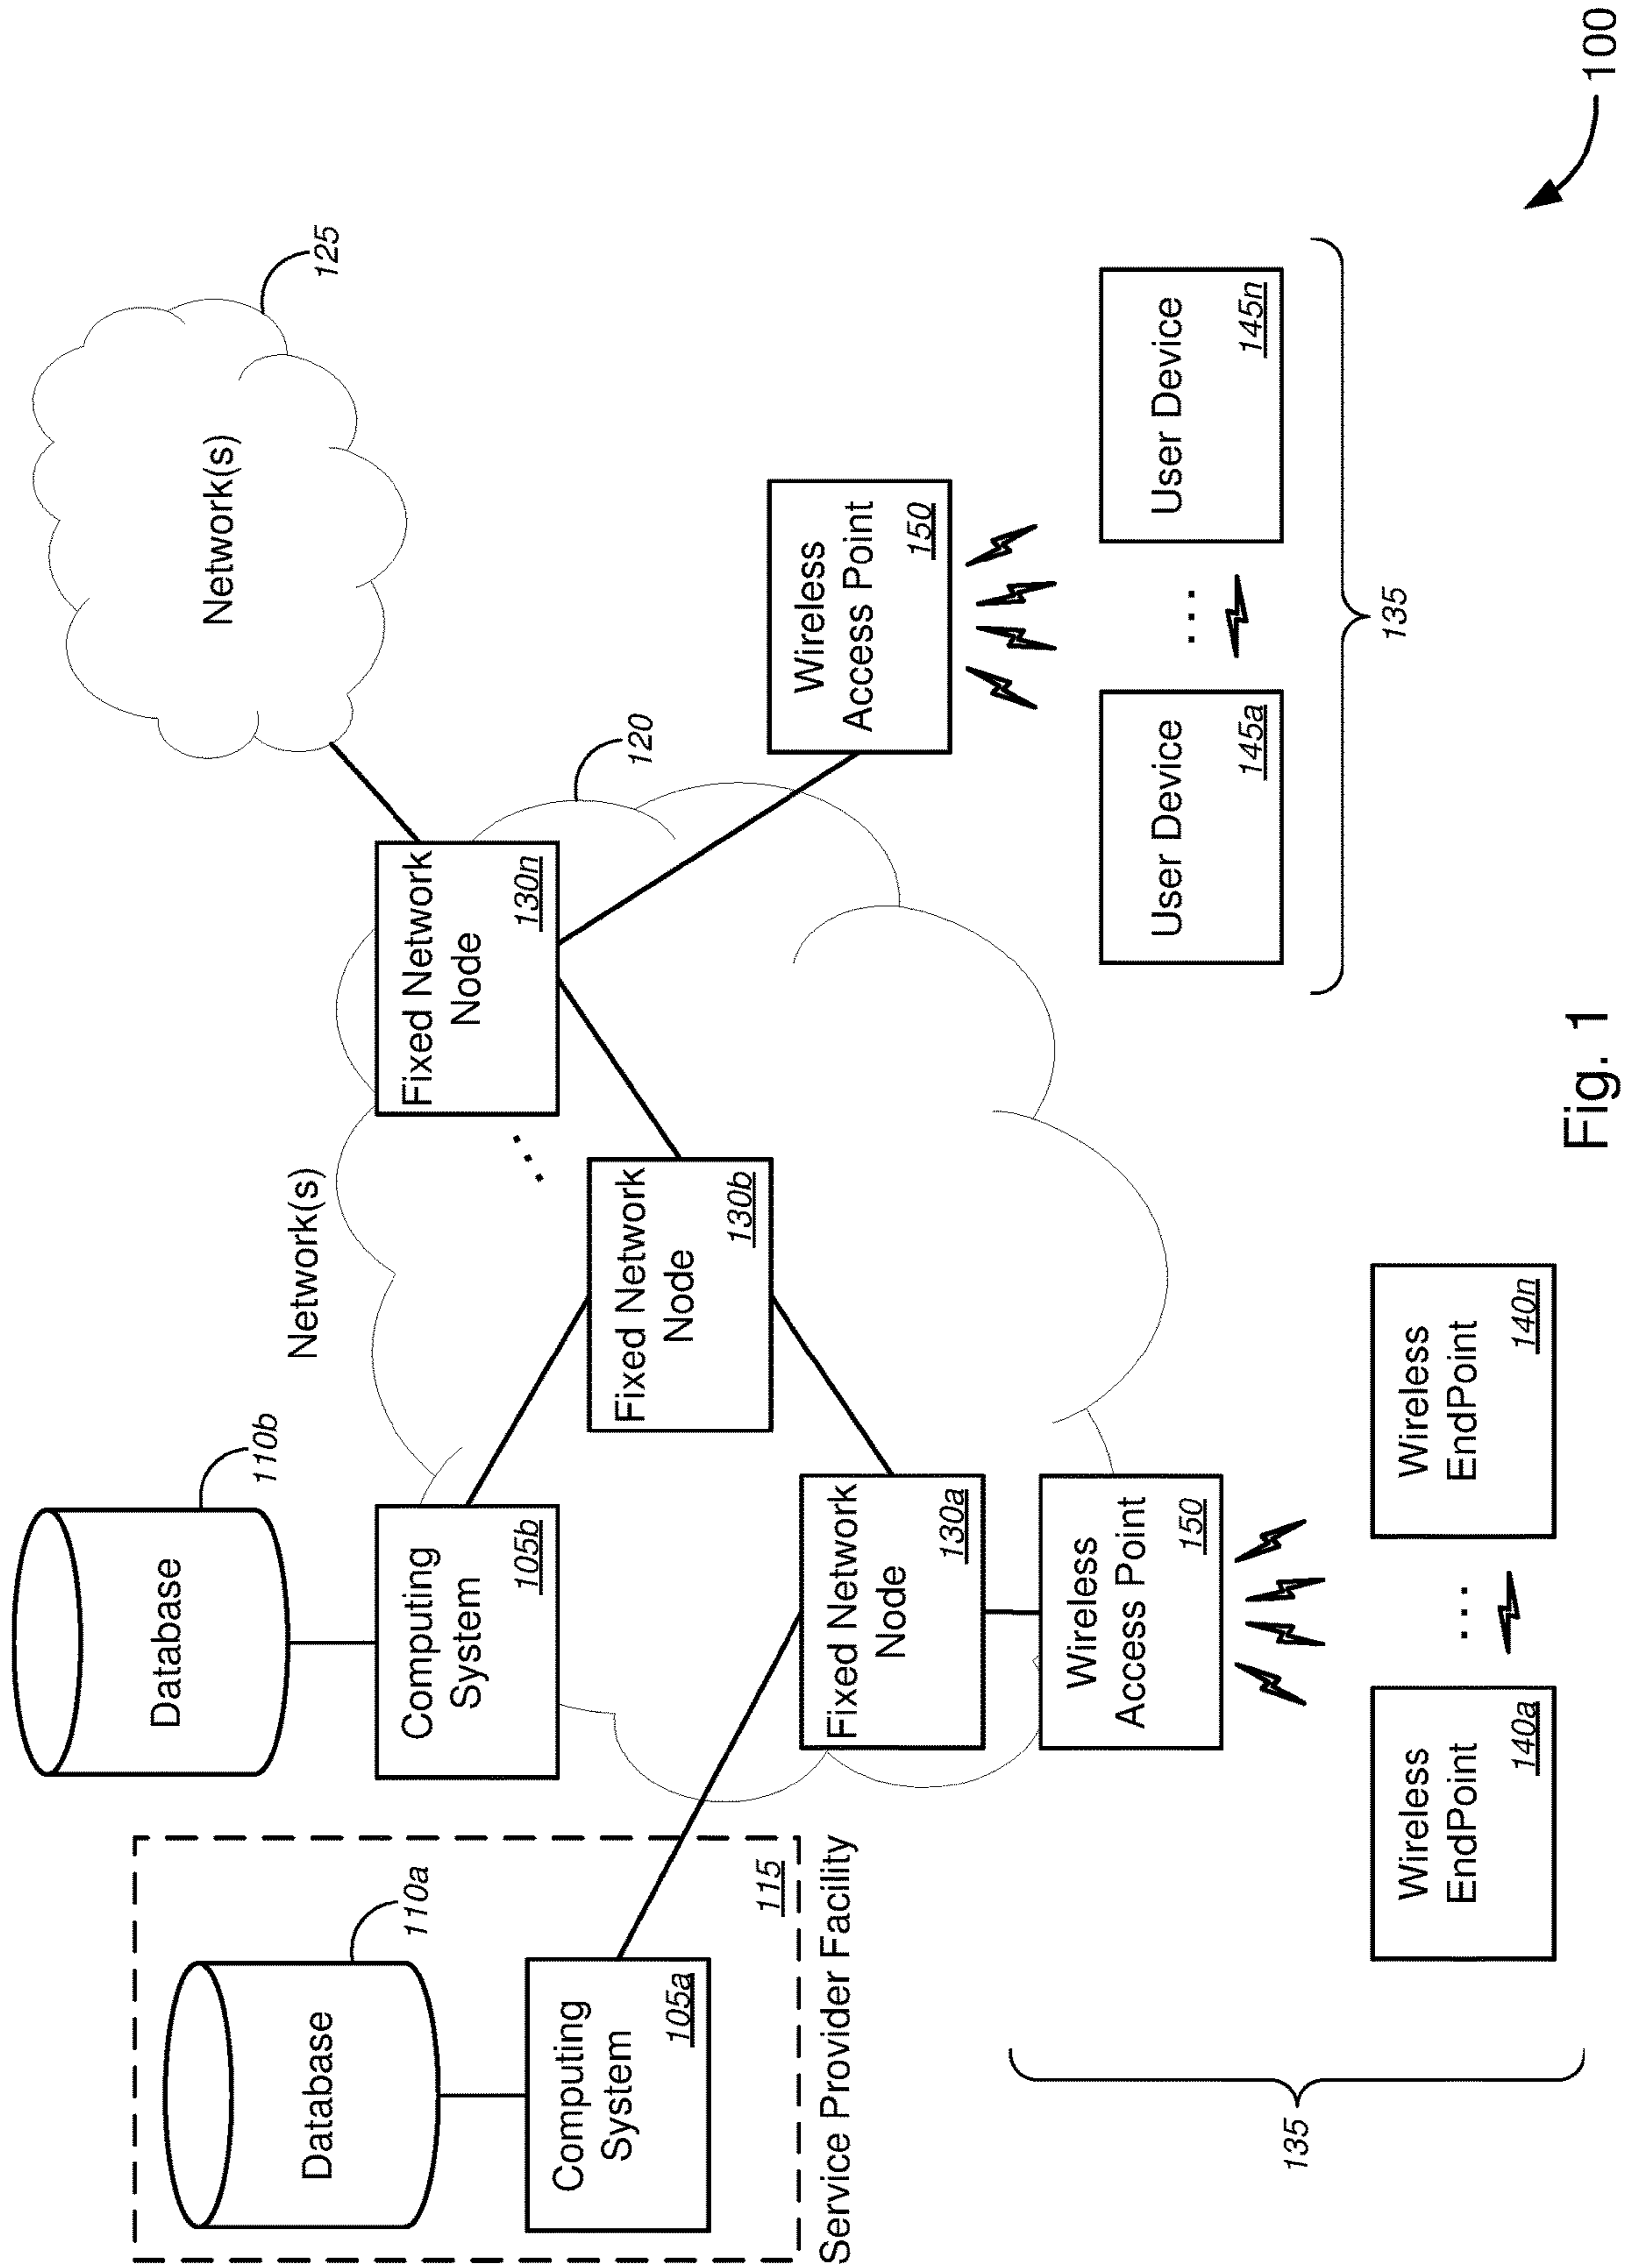 Database
110b
Network(s)
125
Database
110a
Computing
System
105b
Network(s)
Fixed Network
Node
130n
120
Computing
System
105a
115
Service Provider Facility
Fixed Network
Node
130b
...
Wireless
Access Point
150
Fixed Network
Node
130a
Wireless
Access Point
150
User Device
145a
...
User Device
145n
135
135
Wireless
EndPoint
140a
...
Wireless
EndPoint
140n
Fig. 1
100